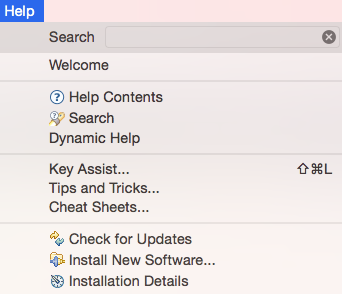 Help
Search
Welcome
Help Contents
Search
Dynamic Help
Key Assist... ⇧⌘L
Tips and Tricks...
Cheat Sheets...
Check for Updates
Install New Software...
Installation Details